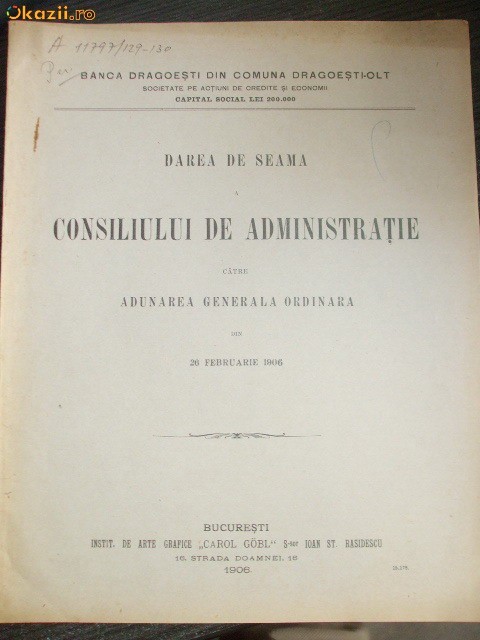 Okazii.ro
A 11797/129-130
BANCA DRAGOEȘTI DIN COMUNA DRAGOEȘTI-OLT
SOCIETATE PE ACȚIUNI DE CREDITE ȘI ECONOMII
CAPITAL SOCIAL LEI 200.000
DAREA DE SEAMA
A
CONSILIULUI DE ADMINISTRAȚIE
CĂTRE
ADUNAREA GENERALA ORDINARA
DIN
26 FEBRUARIE 1906
BUCUREȘTI
INSTIT. DE ARTE GRAFICE „CAROL GÖBL" S-sor IOAN ST. RASIDESCU
16, STRADA DOAMNEI, 16
1906